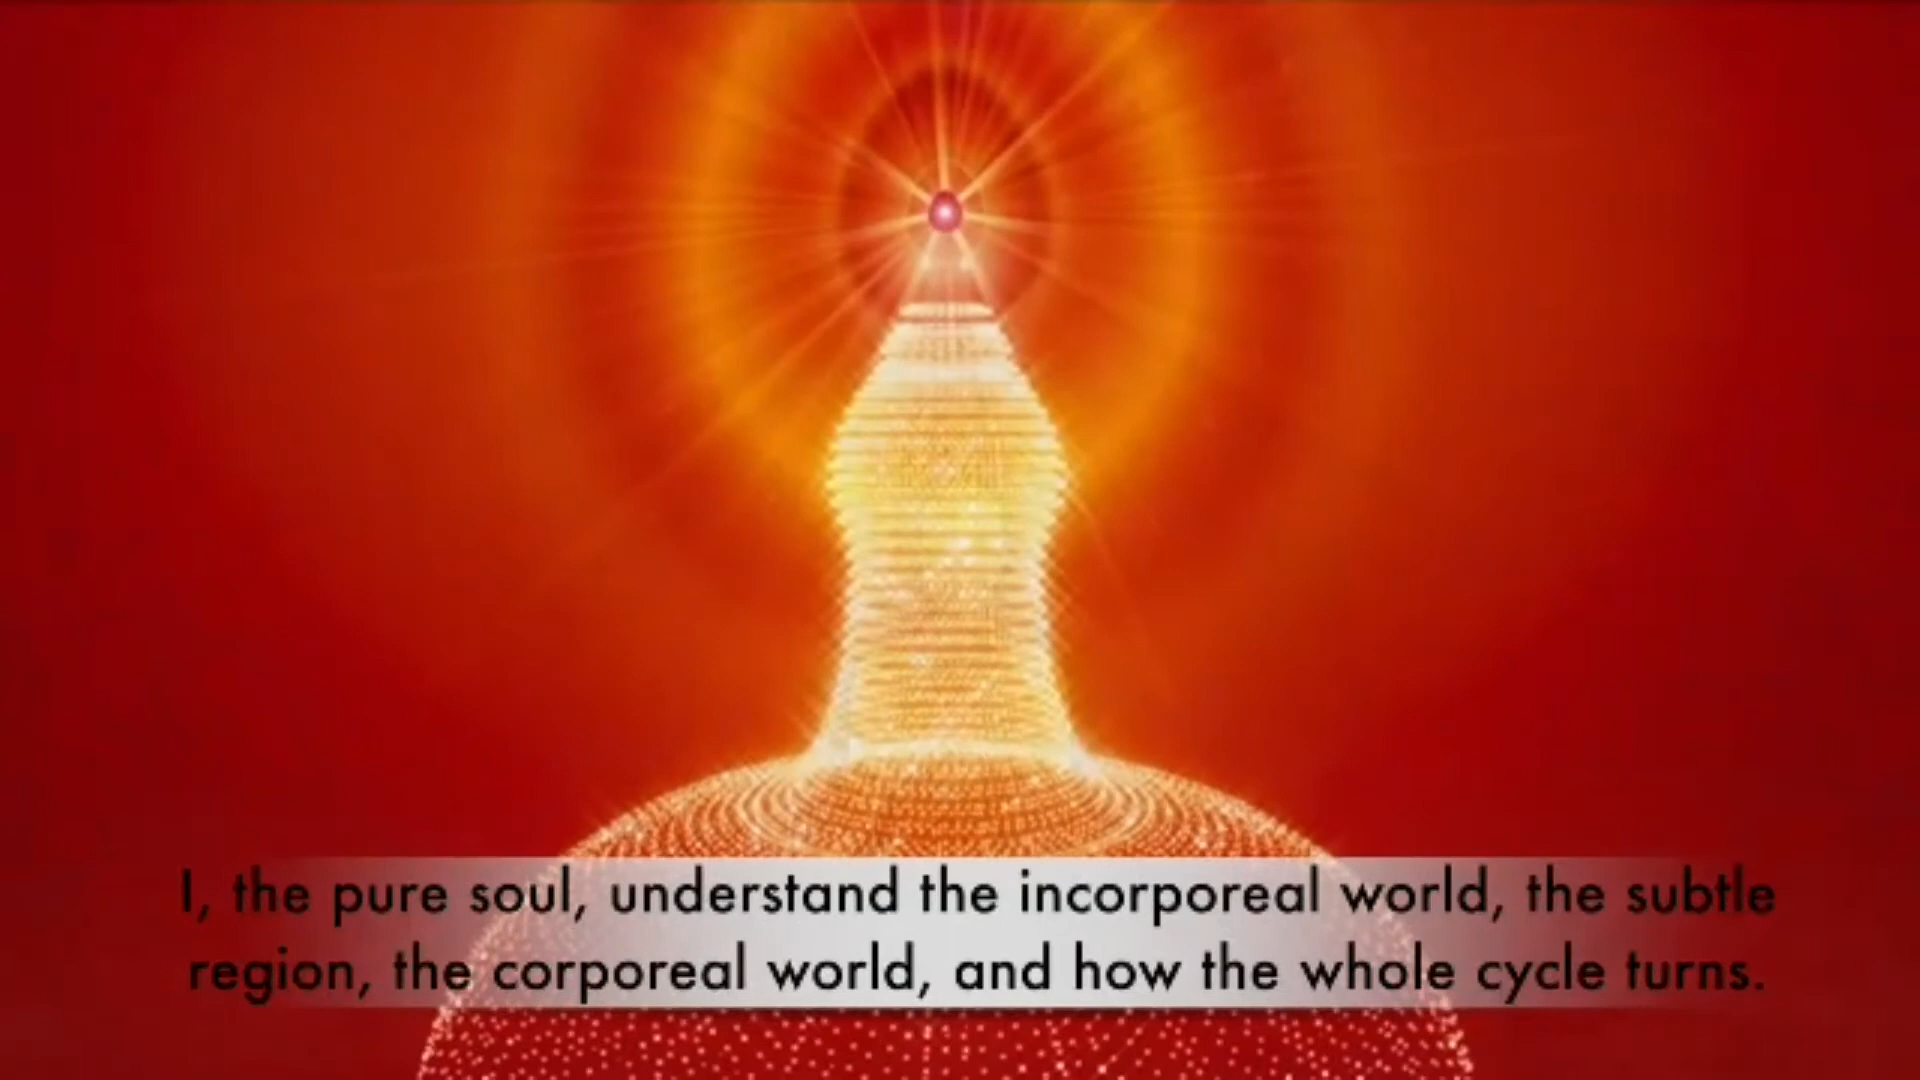 I, the pure soul, understand the incorporeal world, the subtle
region, the corporeal world, and how the whole cycle turns.